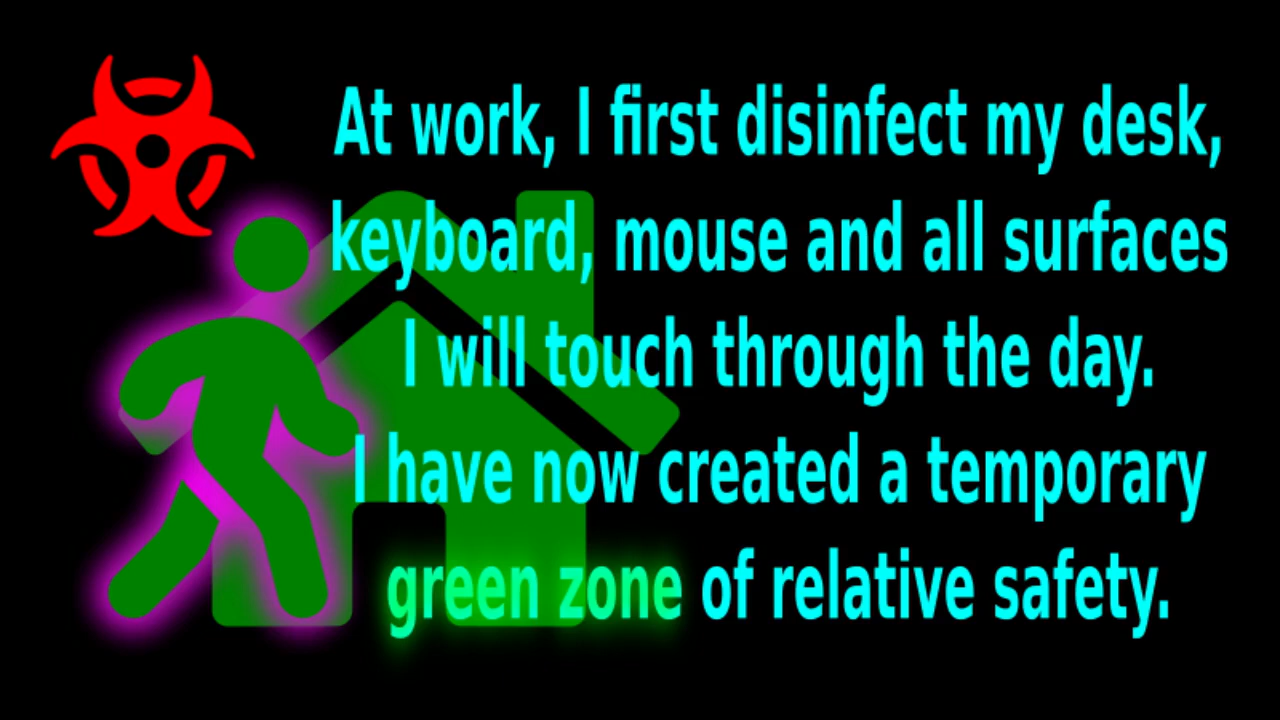 At work, I first disinfect my desk,
keyboard, mouse and all surfaces
I will touch through the day.
I have now created a temporary
green zone of relative safety.